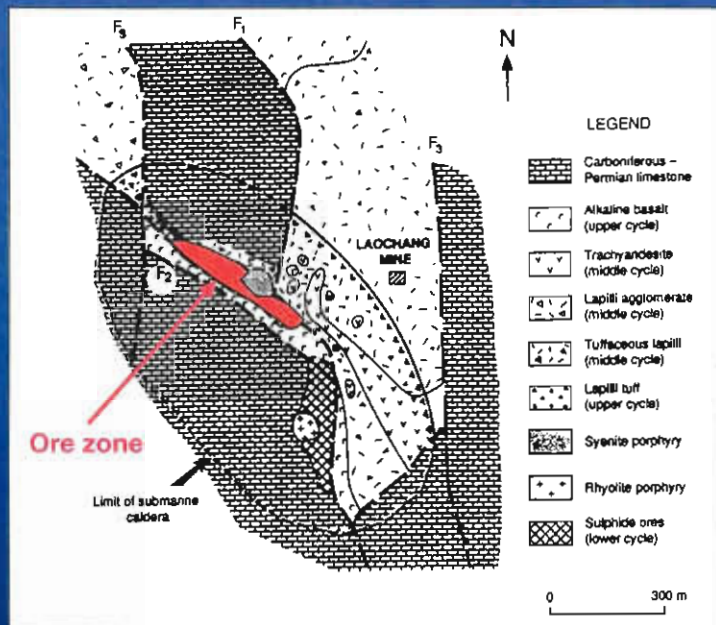 F3
F1
N
F3
LAOCHANG
MINE
F2
Ore zone
Limit of submarine
caldera
LEGEND
Carboniferous –
Permian limestone
Alkaline basalt
(upper cycle)
Trachyandesite
(middle cycle)
Lapilli agglomerate
(middle cycle)
Tuffaceous lapilli
(middle cycle)
Lapilli tuff
(upper cycle)
Syenite porphyry
Rhyolite porphyry
Sulphide ores
(lower cycle)
0 300 m